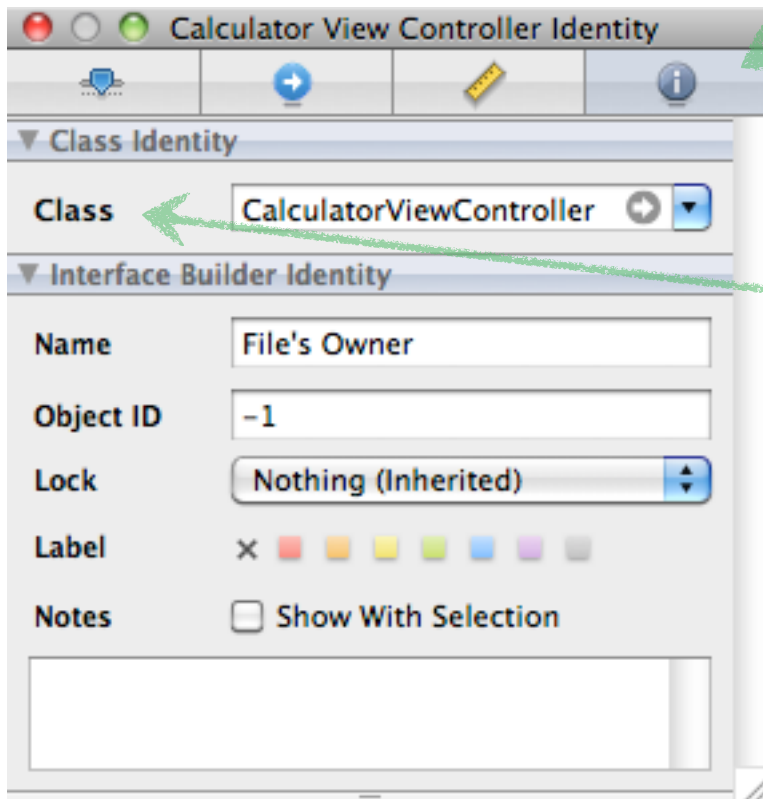 Calculator View Controller Identity
Class Identity
Class CalculatorViewController
Interface Builder Identity
Name File's Owner
Object ID -1
Lock Nothing (Inherited)
Label
Notes Show With Selection